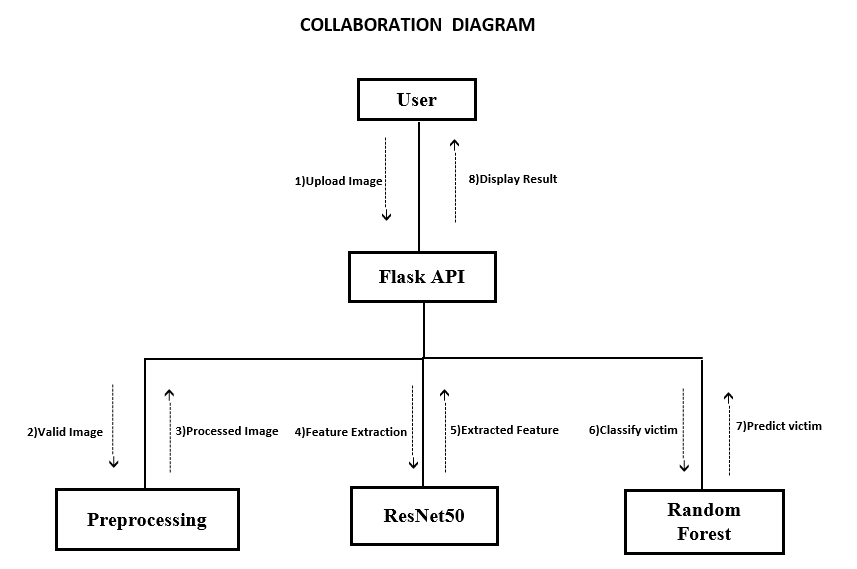 COLLABORATION DIAGRAM
User
1)Upload Image
8)Display Result
Flask API
2)Valid Image
3)Processed Image
4)Feature Extraction
5)Extracted Feature
6)Classify victim
7)Predict victim
Preprocessing
ResNet50
Random
Forest